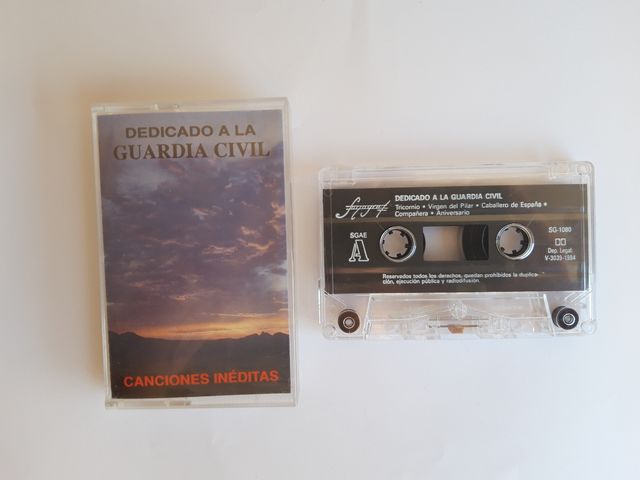 DEDICADO A LA
GUARDIA CIVIL
CANCIONES INÉDITAS
DEDICADO A LA GUARDIA CIVIL
Tricornio • Virgen del Pilar • Caballero de España •
Compañera • Aniversario
SGAE
A
SG-1080
Dep. Legal:
V-3039-1994
Reservados todos los derechos, quedan prohibidos la duplica-
ción, ejecución pública y radiodifusión.